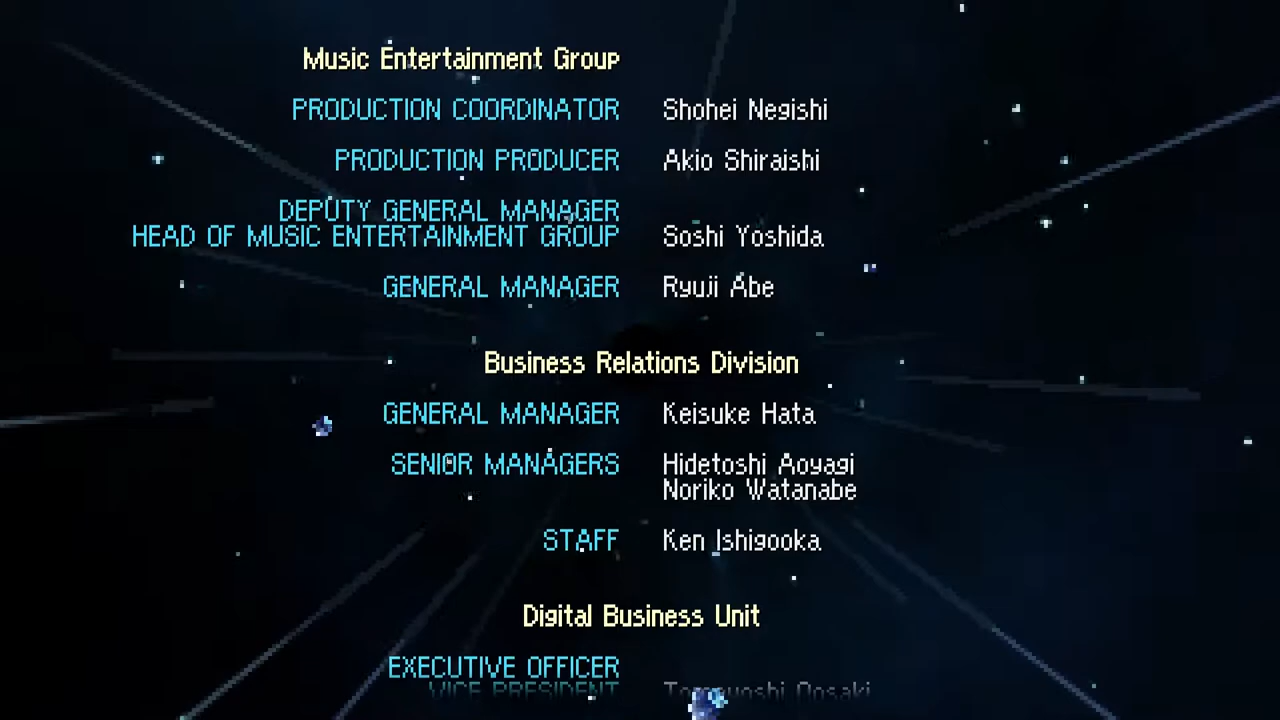 Music Entertainment Group
PRODUCTION COORDINATOR Shohei Negishi
PRODUCTION PRODUCER Akio Shiraishi
DEPUTY GENERAL MANAGER
HEAD OF MUSIC ENTERTAINMENT GROUP Soshi Yoshida
GENERAL MANAGER Ryuji Abe
Business Relations Division
GENERAL MANAGER Keisuke Hata
SENIOR MANAGERS Hidetoshi Aoyagi
Noriko Watanabe
STAFF Ken Ishigooka
Digital Business Unit
EXECUTIVE OFFICER
VICE PRESIDENT